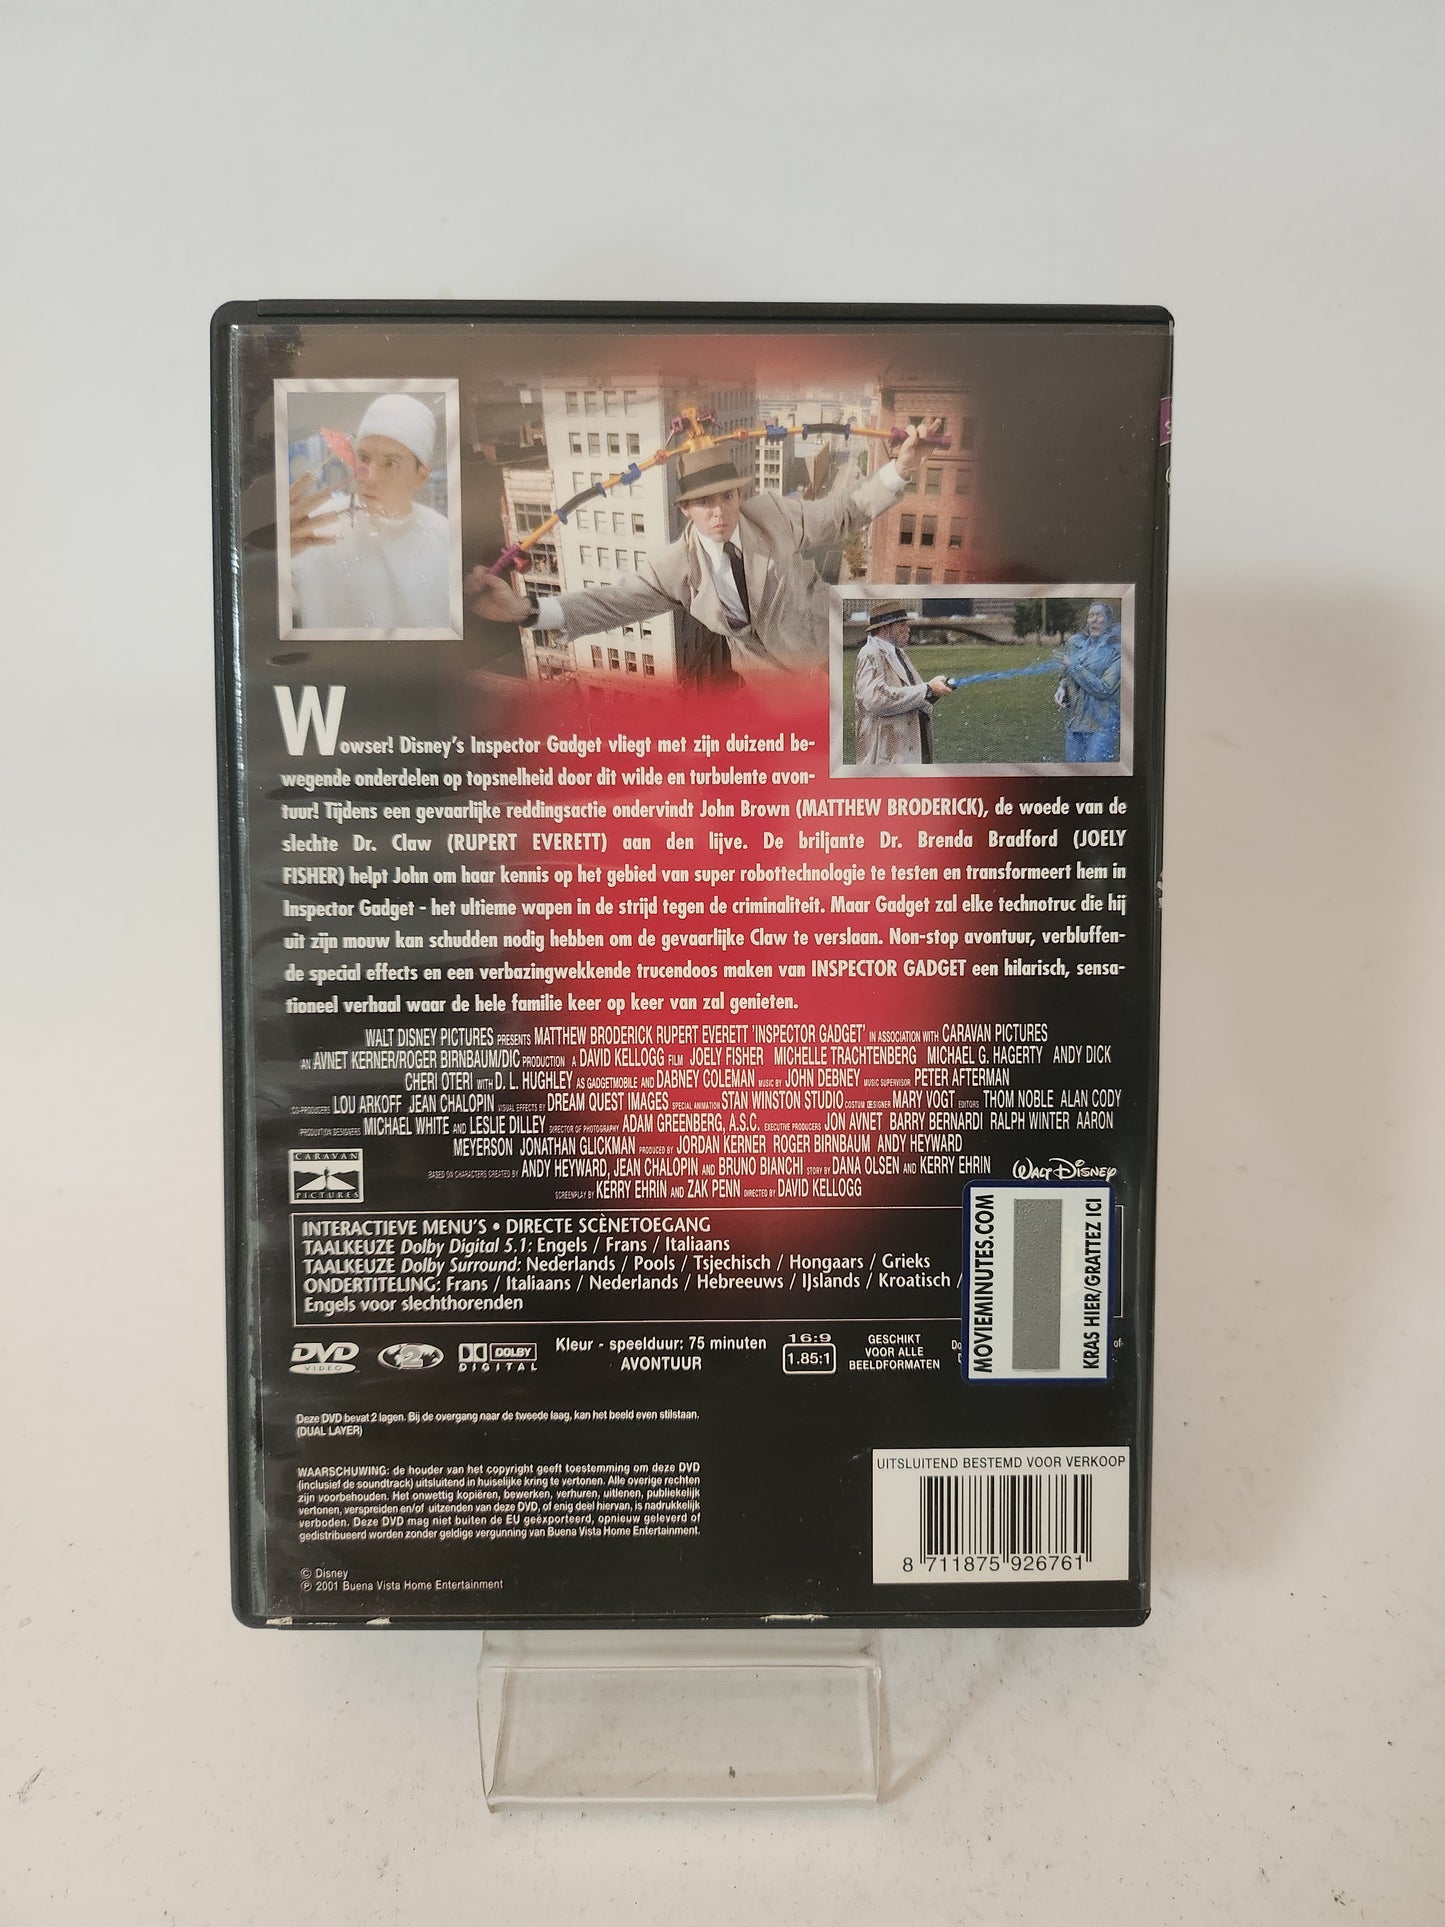 Wowser! Disney's Inspector Gadget vliegt met zijn duizend be-
wegende onderdelen op topsnelheid door dit wilde en turbulente avon-
tuur! Tijdens een gevaarlijke reddingsactie ondervindt John Brown (MATTHEW BRODERICK), de woede van de
slechte Dr. Claw (RUPERT EVERETT) aan den lijve. De briljante Dr. Brenda Bradford (JOELY
FISHER) helpt John om haar kennis op het gebied van super robottechnologie te testen en transformeert hem in
Inspector Gadget - het ultieme wapen in de strijd tegen de criminaliteit. Maar Gadget zal elke technotruc die hij
uit zijn mouw kan schudden nodig hebben om de gevaarlijke Claw te verslaan. Non-stop avontuur, verbluffen-
de special effects en een verbazingwekkende trucendoos maken van INSPECTOR GADGET een hilarisch, sensa-
tioneel verhaal waar de hele familie keer op keer van zal genieten.
WALT DISNEY PICTURES PRESENTS MATTHEW BRODERICK RUPERT EVERETT 'INSPECTOR GADGET' IN ASSOCIATION WITH CARAVAN PICTURES
AN AVNET KERNER/ROGER BIRNBAUM/DIC PRODUCTION A DAVID KELLOGG FILM JOELY FISHER MICHELLE TRACHTENBERG MICHAEL G. HAGERTY ANDY DICK
CHERI OTERI WITH D. L. HUGHLEY AS GADGETMOBILE AND DABNEY COLEMAN MUSIC BY JOHN DEBNEY MUSIC SUPERVISOR PETER AFTERMAN
CO-PRODUCERS LOU ARKOFF JEAN CHALOPIN VISUAL EFFECTS BY DREAM QUEST IMAGES SPECIAL ANIMATION STAN WINSTON STUDIO COSTUM DESIGNER MARY VOGT EDITORS THOM NOBLE ALAN CODY
PRODUTION DESIGNERS MICHAEL WHITE AND LESLIE DILLEY DIRECTOR OF PHOTOGRAPHY ADAM GREENBERG, A.S.C. EXECUTIVE PRODUCERS JON AVNET BARRY BERNARDI RALPH WINTER AARON
MEYERSON JONATHAN GLICKMAN PRODUCED BY JORDAN KERNER ROGER BIRNBAUM ANDY HEYWARD
BASED ON CHARACTERS CREATED BY ANDY HEYWARD, JEAN CHALOPIN AND BRUNO BIANCHI STORY BY DANA OLSEN AND KERRY EHRIN
SCREENPLAY BY KERRY EHRIN AND ZAK PENN DIRECTED BY DAVID KELLOGG
CARAVAN
PICTURES
WALT DISNEY
INTERACTIEVE MENU'S • DIRECTE SCÈNETOEGANG
TAALKEUZE Dolby Digital 5.1: Engels / Frans / Italiaans
TAALKEUZE Dolby Surround: Nederlands / Pools / Tsjechisch / Hongaars / Grieks
ONDERTITELING: Frans / Italiaans / Nederlands / Hebreeuws / IJslands / Kroatisch /
Engels voor slechthorenden
MOVIEMINUTES.COM
KRAS HIER/GRATTEZ ICI
DVD
VIDEO
2
DOLBY
DIGITAL
Kleur - speelduur: 75 minuten
AVONTUUR
16:9
1.85:1
GESCHIKT
VOOR ALLE
BEELDFORMATEN
Deze DVD bevat 2 lagen. Bij de overgang naar de tweede laag, kan het beeld even stilstaan.
(DUAL LAYER)
WAARSCHUWING: de houder van het copyright geeft toestemming om deze DVD
(inclusief de soundtrack) uitsluitend in huiselijke kring te vertonen. Alle overige rechten
zijn voorbehouden. Het onwettig kopiëren, bewerken, verhuren, uitlenen, publiekelijk
vertonen, verspreiden en/of uitzenden van deze DVD, of enig deel hiervan, is nadrukkelijk
verboden. Deze DVD mag niet buiten de EU geëxporteerd, opnieuw geleverd of
gedistribueerd worden zonder geldige vergunning van Buena Vista Home Entertainment.
© Disney
℗ 2001 Buena Vista Home Entertainment
UITSLUITEND BESTEMD VOOR VERKOOP
8 711875 926761